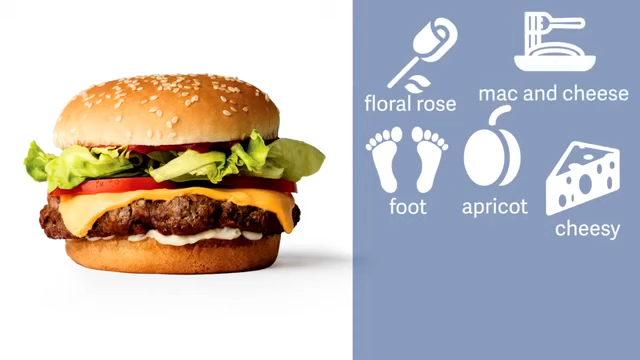 floral rose
mac and cheese
foot
apricot
cheesy